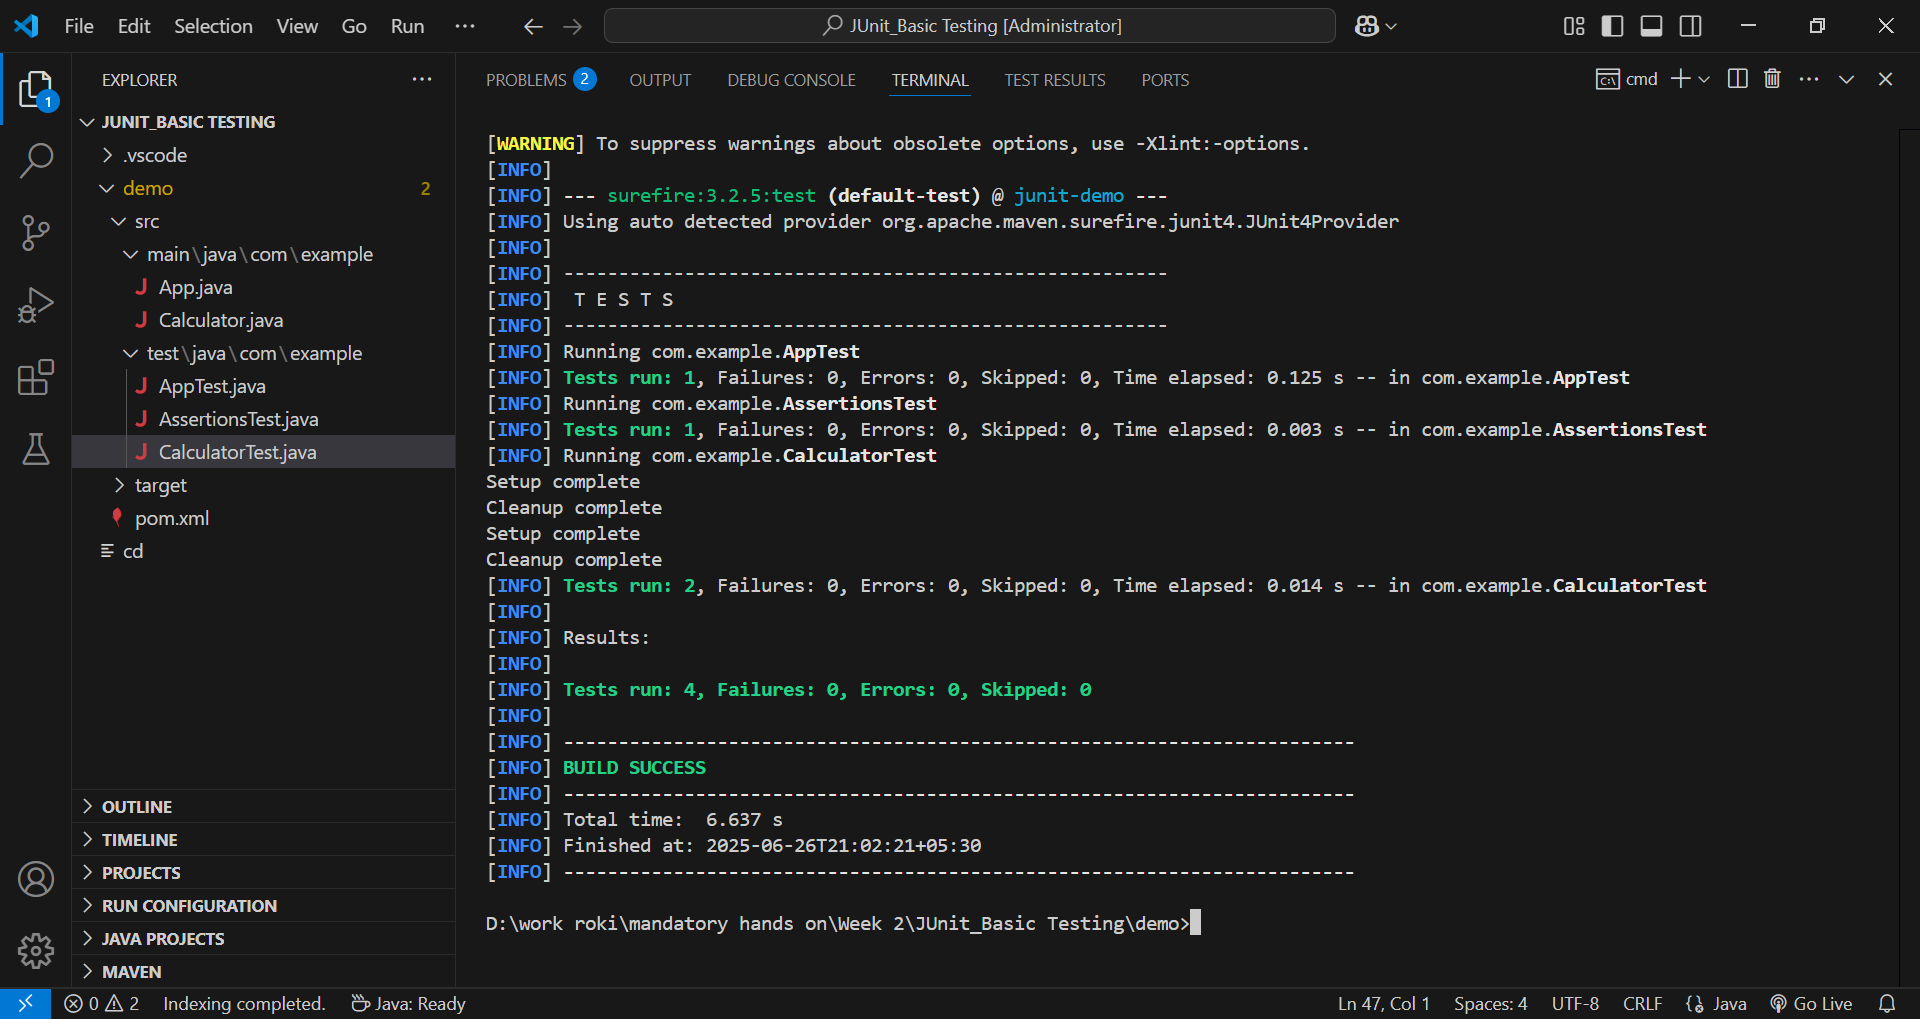 File Edit Selection View Go Run ···
JUnit_Basic Testing [Administrator]
EXPLORER
1
JUNIT_BASIC TESTING
.vscode
demo 2
src
main\java\com\example
J App.java
J Calculator.java
test\java\com\example
J AppTest.java
J AssertionsTest.java
J CalculatorTest.java
target
pom.xml
cd
OUTLINE
TIMELINE
PROJECTS
RUN CONFIGURATION
JAVA PROJECTS
MAVEN
PROBLEMS 2 OUTPUT DEBUG CONSOLE TERMINAL TEST RESULTS PORTS
cmd
[WARNING] To suppress warnings about obsolete options, use -Xlint:-options.
[INFO]
[INFO] --- surefire:3.2.5:test (default-test) @ junit-demo ---
[INFO] Using auto detected provider org.apache.maven.surefire.junit4.JUnit4Provider
[INFO]
[INFO] -------------------------------------------------------
[INFO]  T E S T S
[INFO] -------------------------------------------------------
[INFO] Running com.example.AppTest
[INFO] Tests run: 1, Failures: 0, Errors: 0, Skipped: 0, Time elapsed: 0.125 s -- in com.example.AppTest
[INFO] Running com.example.AssertionsTest
[INFO] Tests run: 1, Failures: 0, Errors: 0, Skipped: 0, Time elapsed: 0.003 s -- in com.example.AssertionsTest
[INFO] Running com.example.CalculatorTest
Setup complete
Cleanup complete
Setup complete
Cleanup complete
[INFO] Tests run: 2, Failures: 0, Errors: 0, Skipped: 0, Time elapsed: 0.014 s -- in com.example.CalculatorTest
[INFO]
[INFO] Results:
[INFO]
[INFO] Tests run: 4, Failures: 0, Errors: 0, Skipped: 0
[INFO]
[INFO] ------------------------------------------------------------------------
[INFO] BUILD SUCCESS
[INFO] ------------------------------------------------------------------------
[INFO] Total time:  6.637 s
[INFO] Finished at: 2025-06-26T21:02:21+05:30
[INFO] ------------------------------------------------------------------------
D:\work roki\mandatory hands on\Week 2\JUnit_Basic Testing\demo>
0 2 Indexing completed. Java: Ready Ln 47, Col 1 Spaces: 4 UTF-8 CRLF Java Go Live